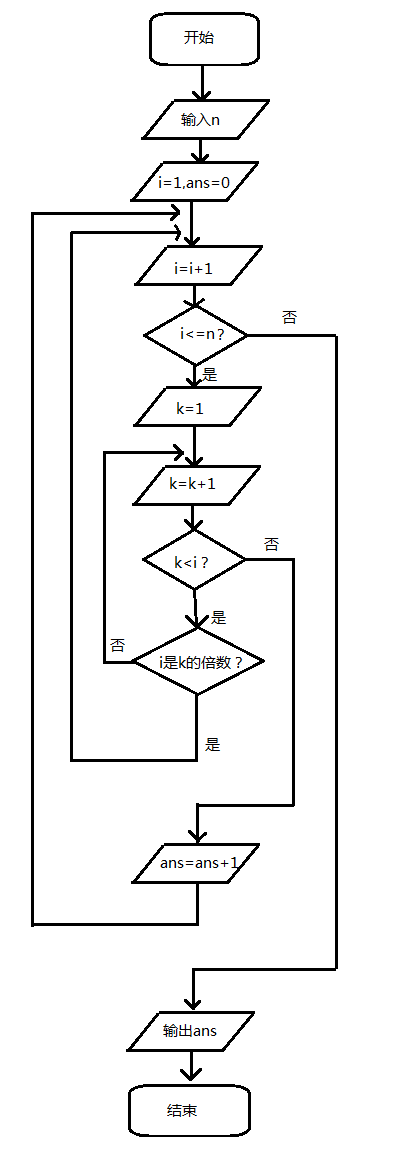 开始
输入n
i=1,ans=0
i=i+1
i<=n?
否
是
k=1
k=k+1
k<i?
否
是
i是k的倍数?
否
是
ans=ans+1
输出ans
结束